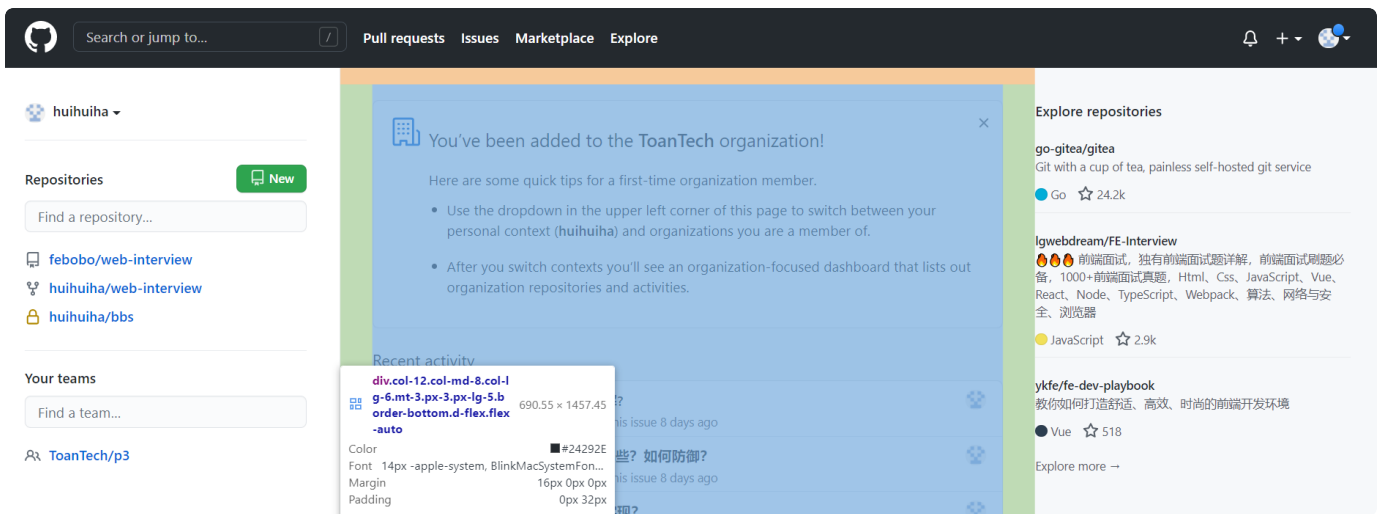 Search or jump to... /
Pull requests Issues Marketplace Explore
huihuiha
Repositories
New
Find a repository...
febobo/web-interview
huihuiha/web-interview
huihuiha/bbs
Your teams
Find a team...
ToanTech/p3
You've been added to the ToanTech organization!
Here are some quick tips for a first-time organization member.
Use the dropdown in the upper left corner of this page to switch between your
personal context (huihuiha) and organizations you are a member of.
After you switch contexts you'll see an organization-focused dashboard that lists out
organization repositories and activities.
Recent activity
?
his issue 8 days ago
些？如何防御？
his issue 8 days ago
现？
div.col-12.col-md-8.col-l
g-6.mt-3.px-3.px-lg-5.b
order-bottom.d-flex.flex
-auto
690.55 × 1457.45
Color #24292E
Font 14px -apple-system, BlinkMacSystemFon...
Margin 16px 0px 0px
Padding 0px 32px
Explore repositories
go-gitea/gitea
Git with a cup of tea, painless self-hosted git service
Go 24.2k
lgwebdream/FE-Interview
🔥🔥🔥 前端面试，独有前端面试题详解，前端面试刷题必
备，1000+前端面试真题，Html、Css、JavaScript、Vue、
React、Node、TypeScript、Webpack、算法、网络与安
全、浏览器
JavaScript 2.9k
ykfe/fe-dev-playbook
教你如何打造舒适、高效、时尚的前端开发环境
Vue 518
Explore more →